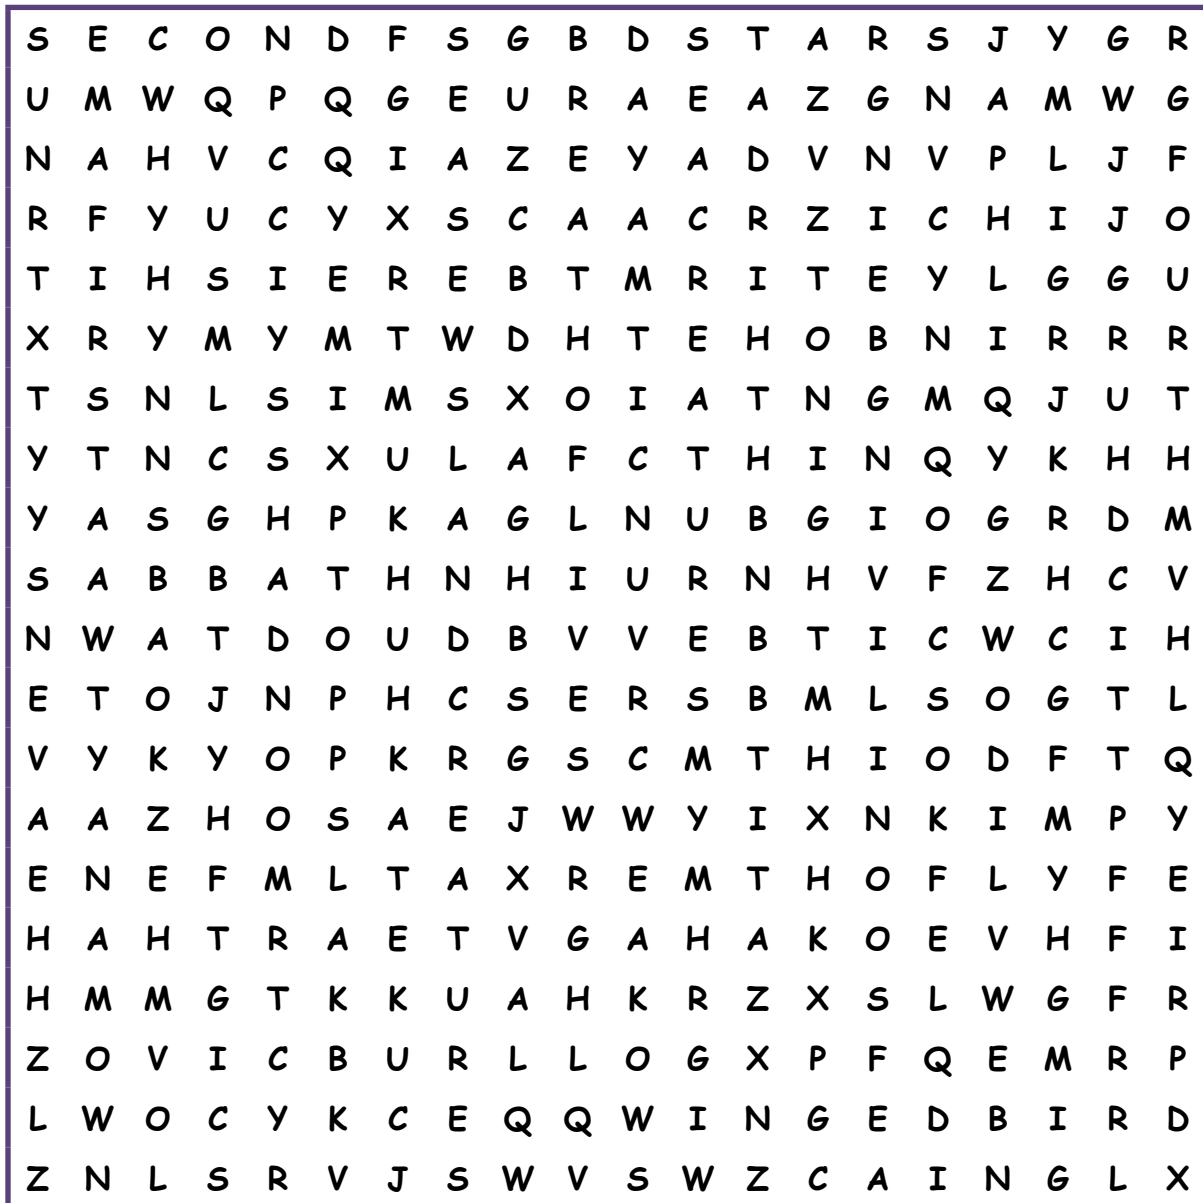 S E C O N D F S G B D S T A R S J Y G R
U M W Q P Q G E U R A E A Z G N A M W G
N A H V C Q I A Z E Y A D V N V P L J F
R F Y U C Y X S C A A C R Z I C H I J O
T I H S I E R E B T M R I T E Y L G G U
X R Y M Y M T W D H T E H O B N I R R R
T S N L S I M S X O I A T N G M Q J U T
Y T N C S X U L A F C T H I N Q Y K H H
Y A S G H P K A G L N U B G I O G R D M
S A B B A T H N H I U R N H V F Z H C V
N W A T D O U D B V V E B T I C W C I H
E T O J N P H C S E R S B M L S O G T L
V Y K Y O P K R G S C M T H I O D F T Q
A A Z H O S A E J W W Y I X N K I M P Y
E N E F M L T A X R E M T H O F L Y F E
H A H T R A E T V G A H A K O E V H F I
H M M G T K K U A H K R Z X S L W G F R
Z O V I C B U R L L O G X P F Q E M R P
L W O C Y K C E Q Q W I N G E D B I R D
Z N L S R V J S W V S W Z C A I N G L X